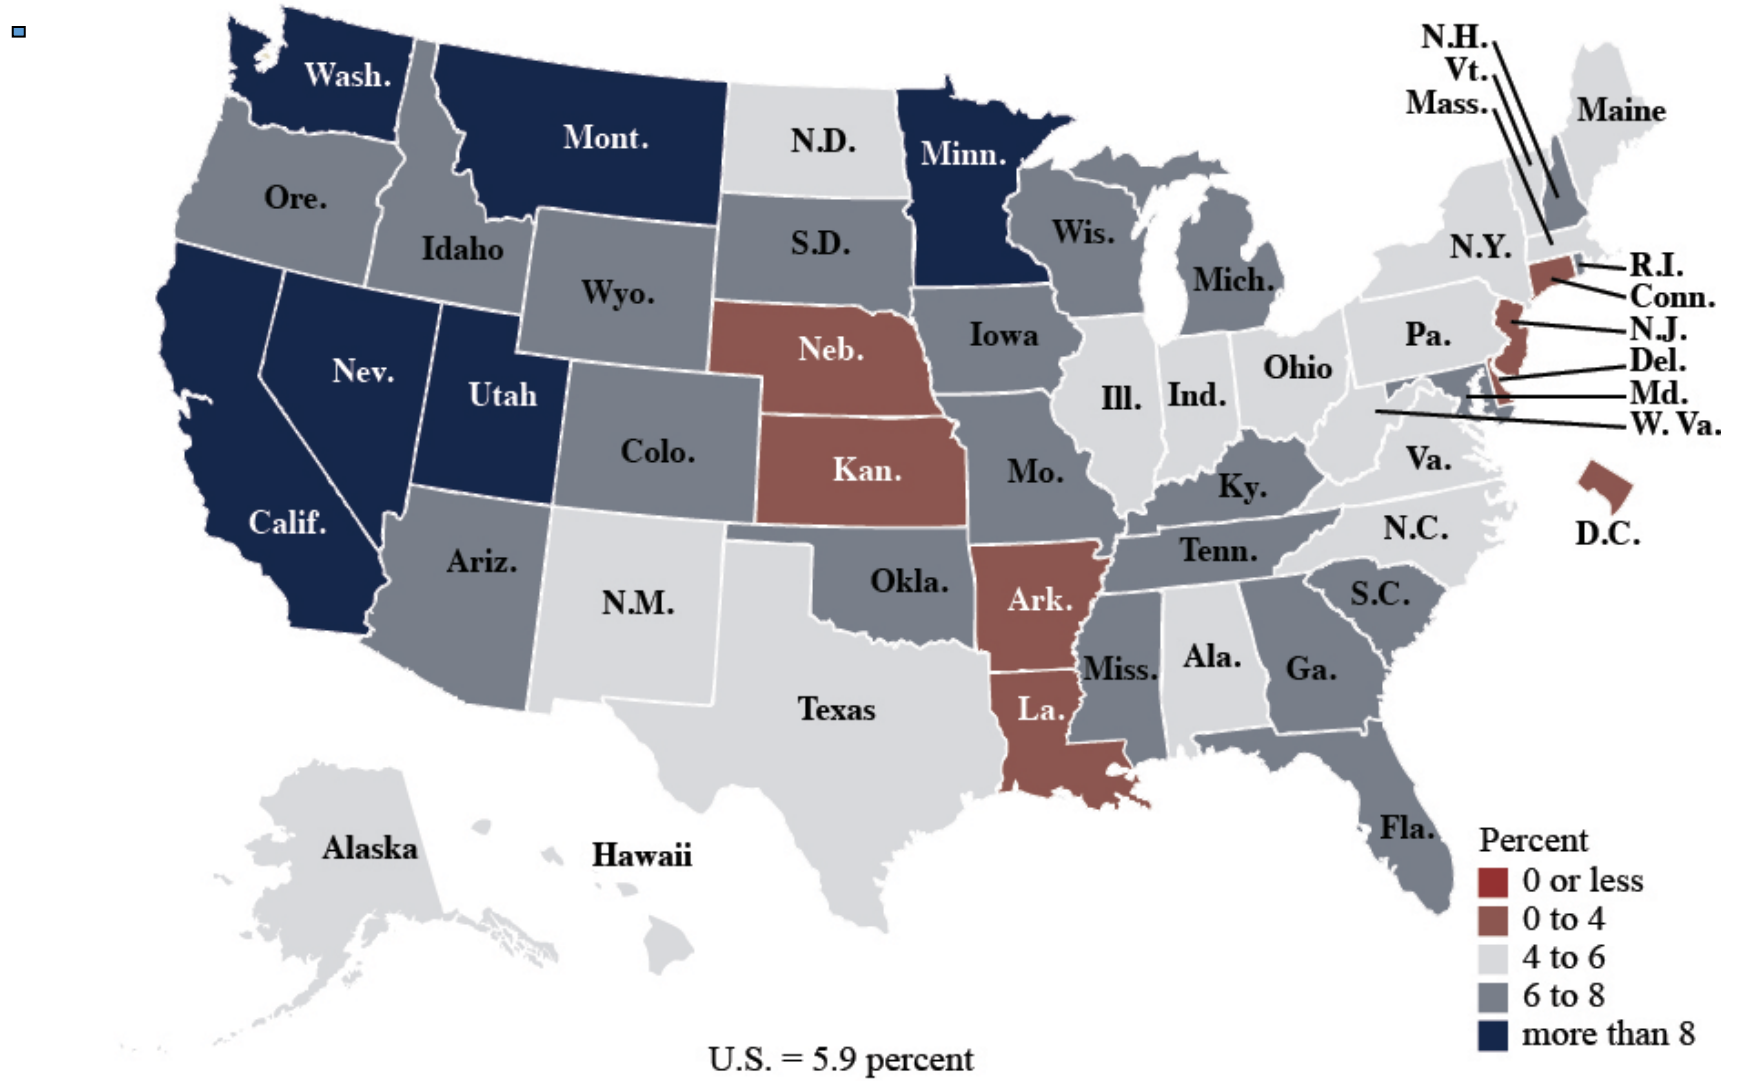 Wash.
Mont.
N.D.
Minn.
N.H.
Vt.
Mass.
Maine
Ore.
Idaho
Wyo.
S.D.
Wis.
Mich.
N.Y.
R.I.
Conn.
N.J.
Del.
Md.
W. Va.
Nev.
Utah
Colo.
Neb.
Iowa
Ill.
Ind.
Ohio
Pa.
Calif.
Ariz.
N.M.
Kan.
Mo.
Ky.
Va.
N.C.
D.C.
Okla.
Ark.
Tenn.
S.C.
Texas
La.
Miss.
Ala.
Ga.
Fla.
Alaska
Hawaii
Percent
0 or less
0 to 4
4 to 6
6 to 8
more than 8
U.S. = 5.9 percent